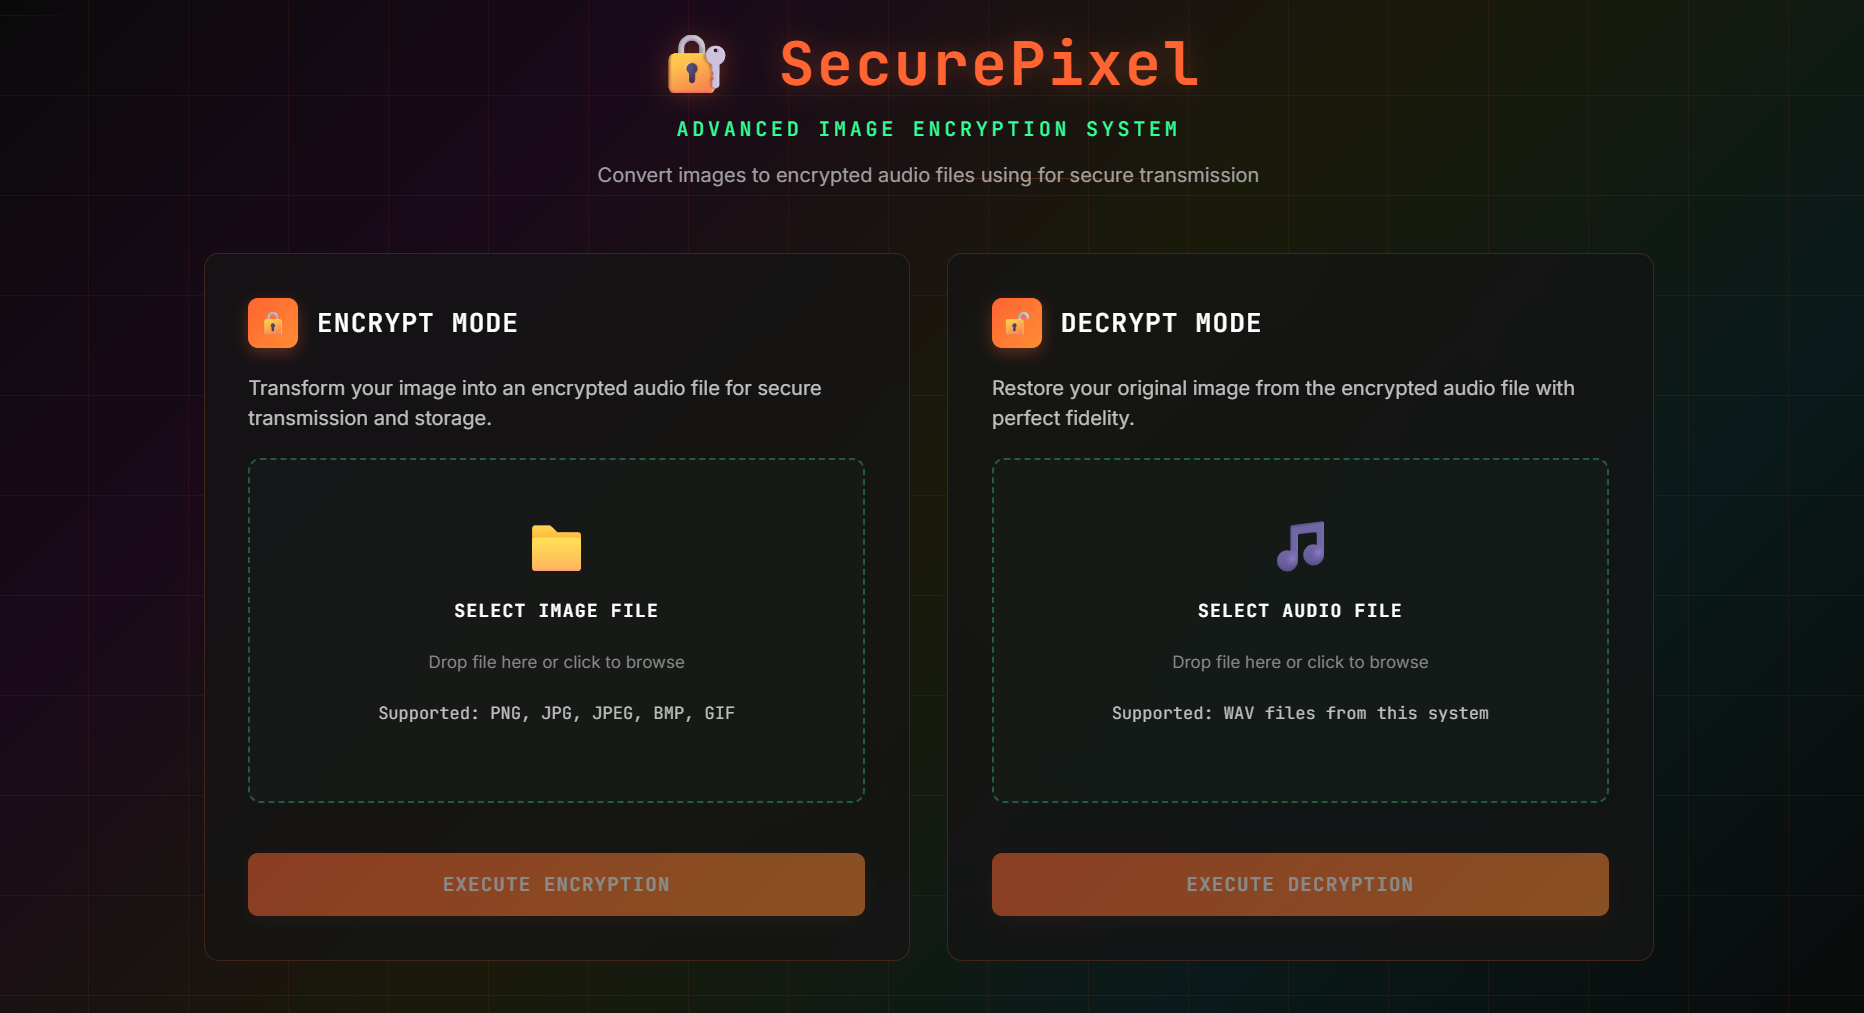 SecurePixel
ADVANCED IMAGE ENCRYPTION SYSTEM
Convert images to encrypted audio files using for secure transmission
ENCRYPT MODE
Transform your image into an encrypted audio file for secure
transmission and storage.
SELECT IMAGE FILE
Drop file here or click to browse
Supported: PNG, JPG, JPEG, BMP, GIF
EXECUTE ENCRYPTION
DECRYPT MODE
Restore your original image from the encrypted audio file with
perfect fidelity.
SELECT AUDIO FILE
Drop file here or click to browse
Supported: WAV files from this system
EXECUTE DECRYPTION